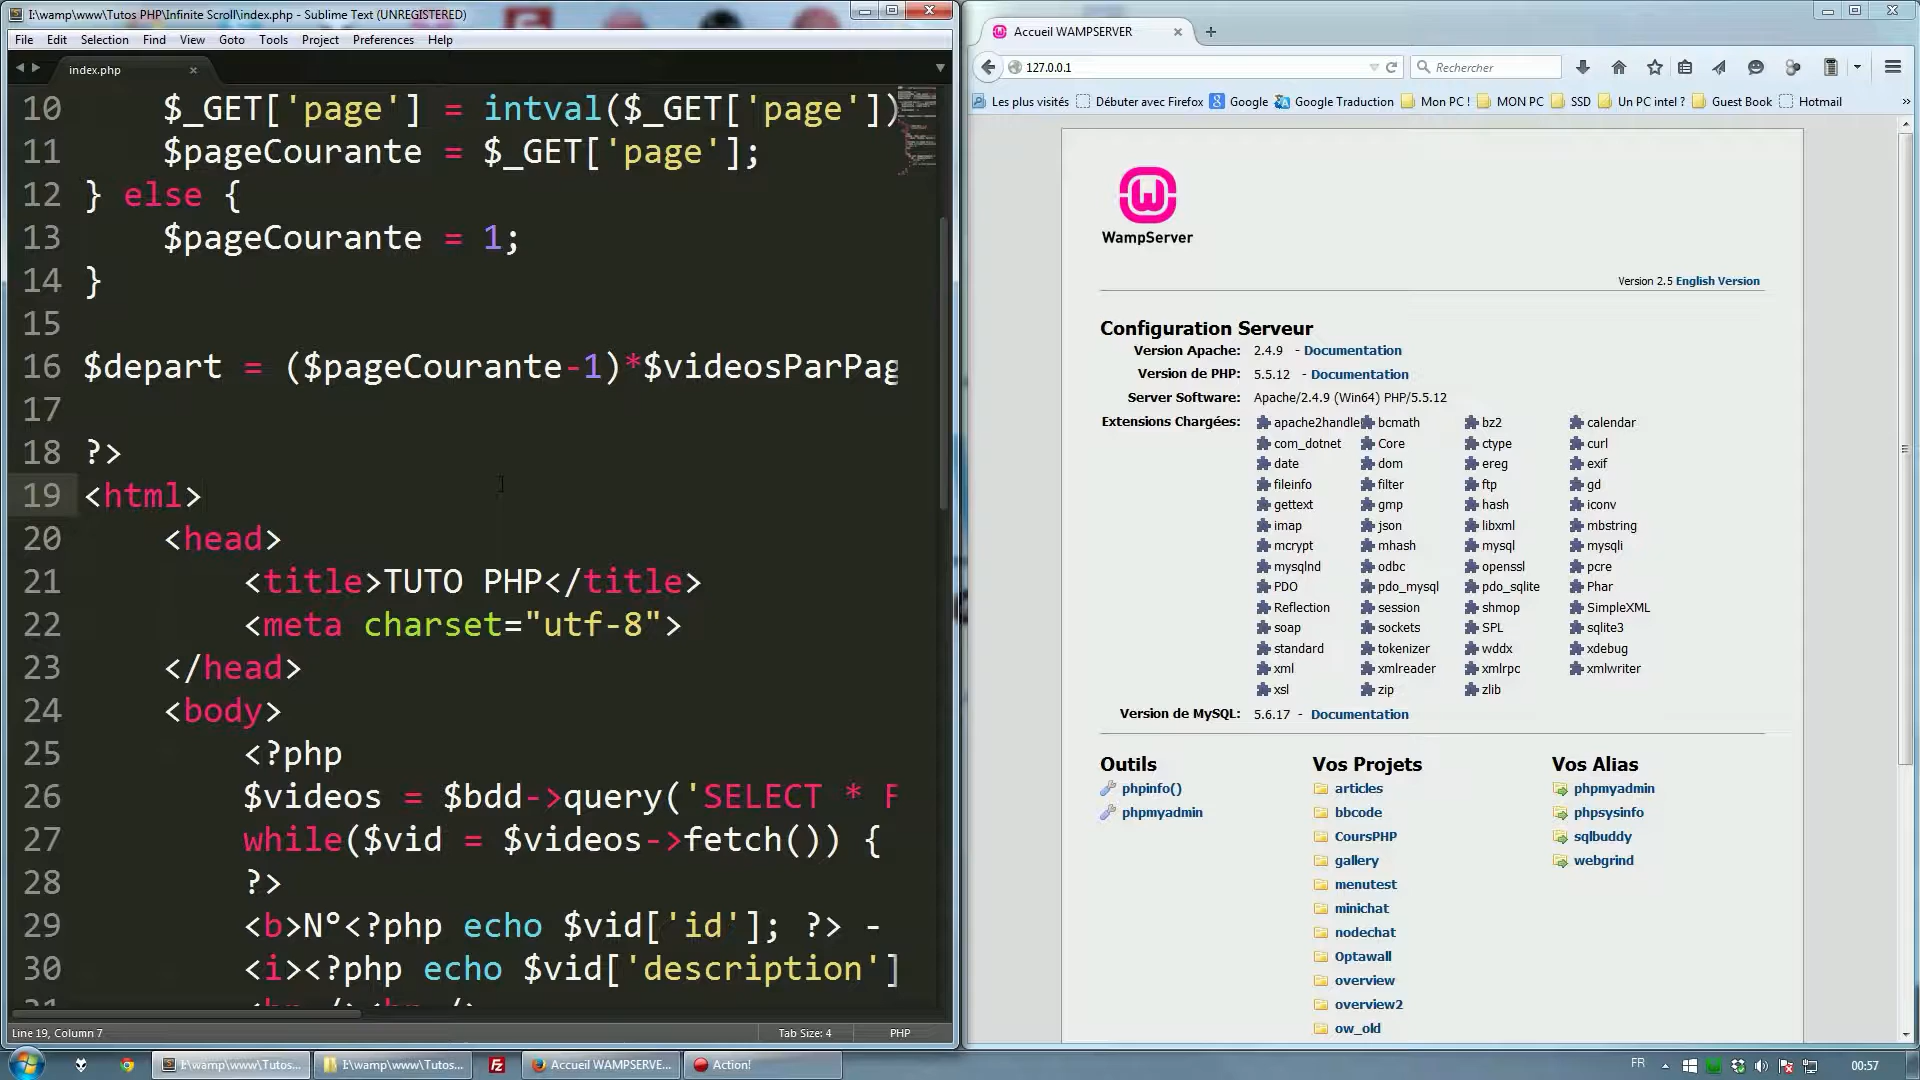 I:\wamp\www\Tutos PHP\Infinite Scroll\index.php - Sublime Text (UNREGISTERED)
File Edit Selection Find View Goto Tools Project Preferences Help
index.php
10 $_GET['page'] = intval($_GET['page'])
11 $pageCourante = $_GET['page'];
12 } else {
13 $pageCourante = 1;
14 }
15
16 $depart = ($pageCourante-1)*$videosParPag
17
18 ?>
19 <html>
20 <head>
21 <title>TUTO PHP</title>
22 <meta charset="utf-8">
23 </head>
24 <body>
25 <?php
26 $videos = $bdd->query('SELECT * F
27 while($vid = $videos->fetch()) {
28 ?>
29 <b>N°<?php echo $vid['id']; ?> -
30 <i><?php echo $vid['description']
Line 19, Column 7
Tab Size: 4
PHP
Accueil WAMPSERVER
127.0.0.1
Rechercher
Les plus visités
Débuter avec Firefox
Google
Google Traduction
Mon PC !
MON PC
SSD
Un PC intel ?
Guest Book
Hotmail
»
W
WampServer
Version 2.5 English Version
Configuration Serveur
Version Apache: 2.4.9 - Documentation
Version de PHP: 5.5.12 - Documentation
Server Software: Apache/2.4.9 (Win64) PHP/5.5.12
Extensions Chargées: apache2handle bcmath bz2 calendar
com_dotnet Core ctype curl
date dom ereg exif
fileinfo filter ftp gd
gettext gmp hash iconv
imap json libxml mbstring
mcrypt mhash mysql mysqli
mysqlnd odbc openssl pcre
PDO pdo_mysql pdo_sqlite Phar
Reflection session shmop SimpleXML
soap sockets SPL sqlite3
standard tokenizer wddx xdebug
xml xmlreader xmlrpc xmlwriter
xsl zip zlib
Version de MySQL: 5.6.17 - Documentation
Outils
phpinfo()
phpmyadmin
Vos Projets
articles
bbcode
CoursPHP
gallery
menutest
minichat
nodechat
Optawall
overview
overview2
ow_old
Vos Alias
phpmyadmin
phpsysinfo
sqlbuddy
webgrind
I:\wamp\www\Tutos...
I:\wamp\www\Tutos...
Accueil WAMPSERVE...
Action!
FR
00:57